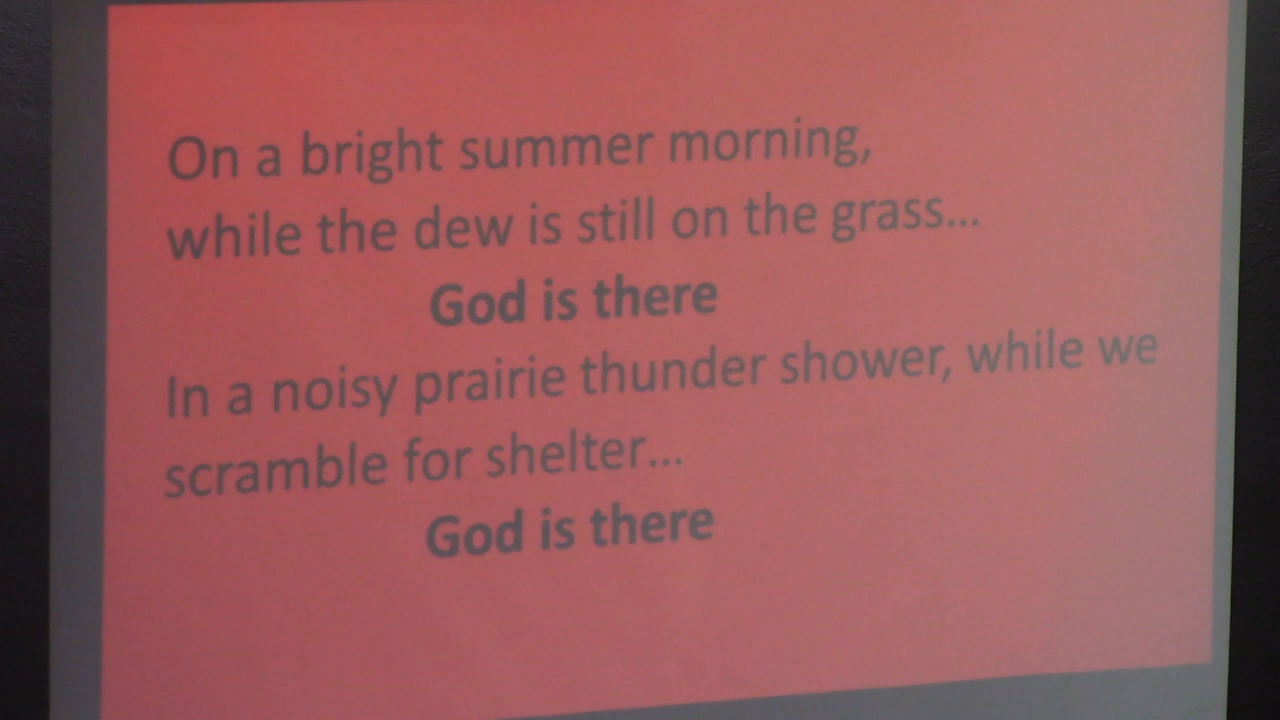 On a bright summer morning,
while the dew is still on the grass...
God is there
In a noisy prairie thunder shower, while we
scramble for shelter...
God is there